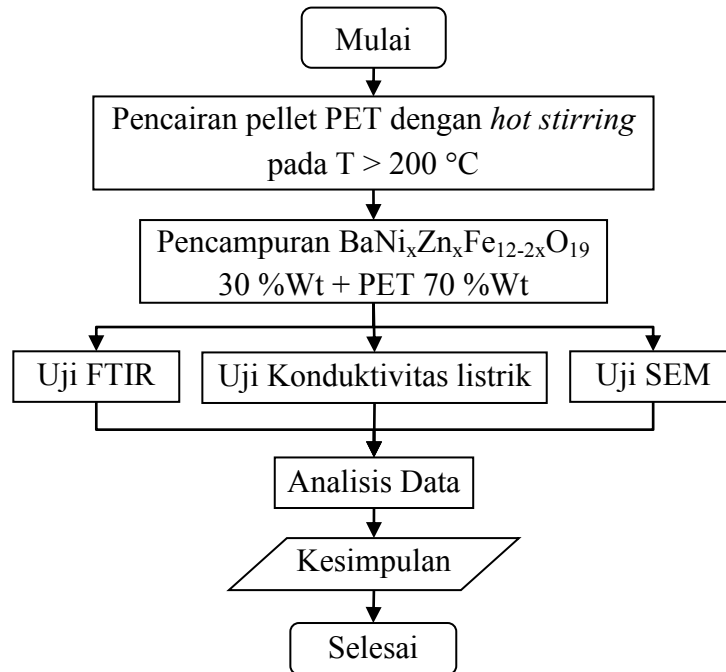 Mulai
Pencairan pellet PET dengan hot stirring
pada T > 200 °C
Pencampuran BaNiₓZnₓFe₁₂₋₂ₓO₁₉
30 %Wt + PET 70 %Wt
Uji FTIR
Uji Konduktivitas listrik
Uji SEM
Analisis Data
Kesimpulan
Selesai